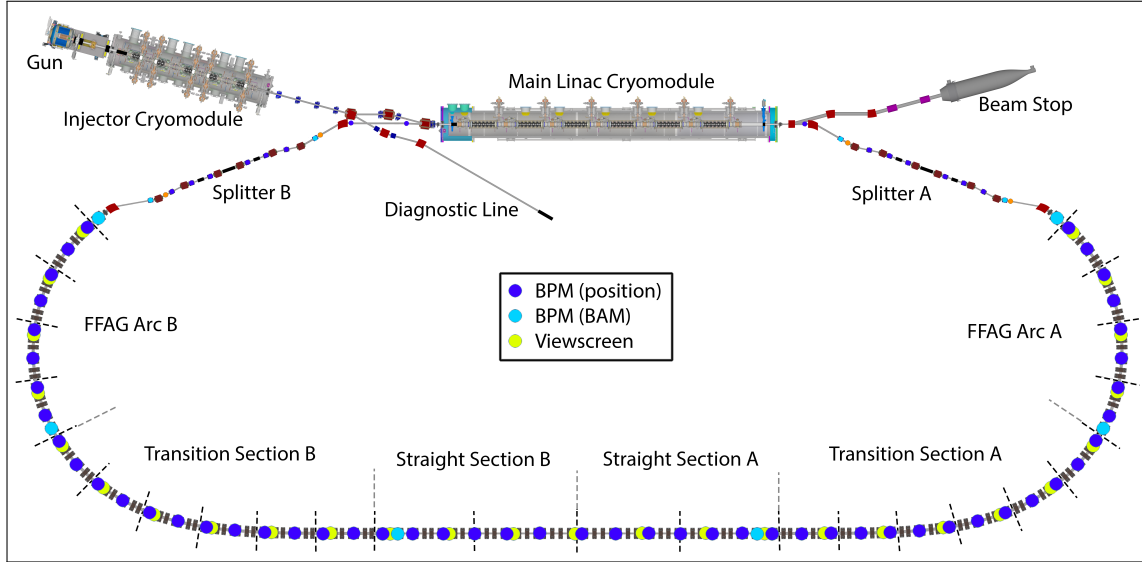 Gun
Main Linac Cryomodule
Beam Stop
Injector Cryomodule
Splitter B
Diagnostic Line
Splitter A
BPM (position)
BPM (BAM)
Viewscreen
FFAG Arc B
FFAG Arc A
Transition Section B
Straight Section B
Straight Section A
Transition Section A